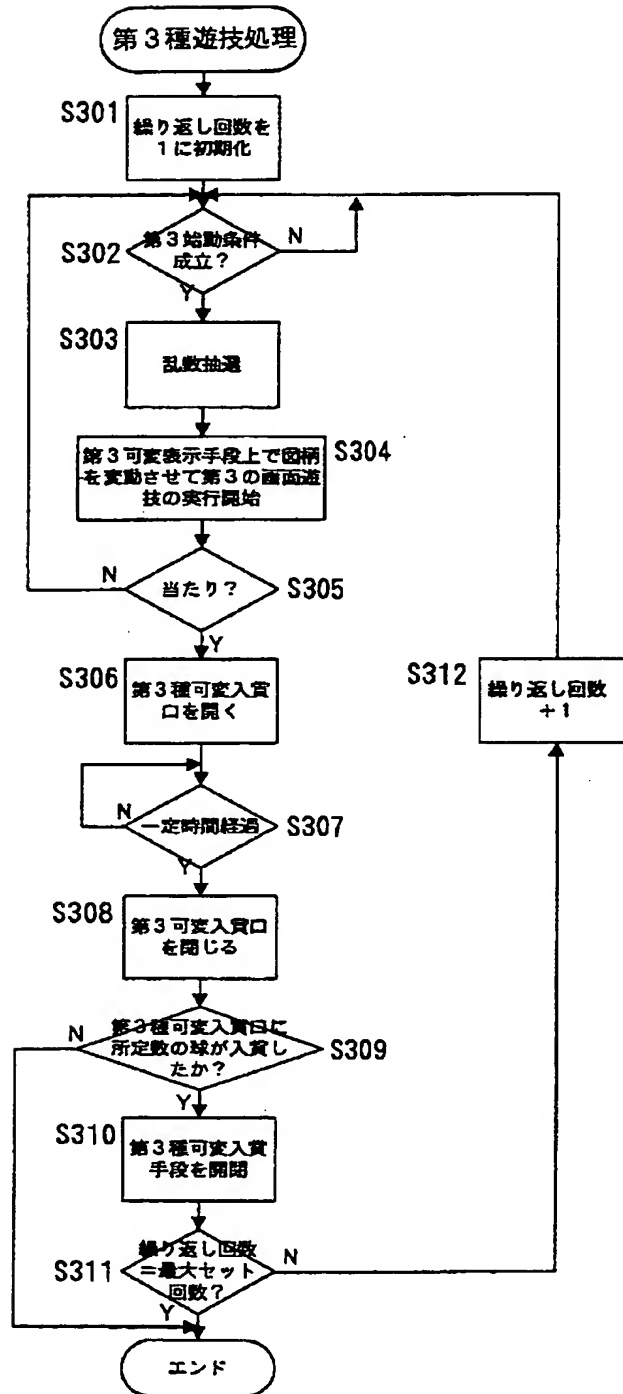 第3種遊技処理
S301
繰り返し回数を
1に初期化
S302
第3始動条件
成立?
N
Y
S303
乱数抽選
第3可変表示手段上で図柄
を変動させて第3の画面遊
技の実行開始
S304
N
当たり?
S305
Y
S306
第3種可変入賞
口を開く
S312
繰り返し回数
+1
N
一定時間経過
S307
Y
S308
第3可変入賞口
を閉じる
N
第3種可変入賞口に
所定数の球が入賞し
たか?
S309
Y
S310
第3種可変入賞
手段を開閉
S311
繰り返し回数
=最大セット
回数?
N
Y
エンド